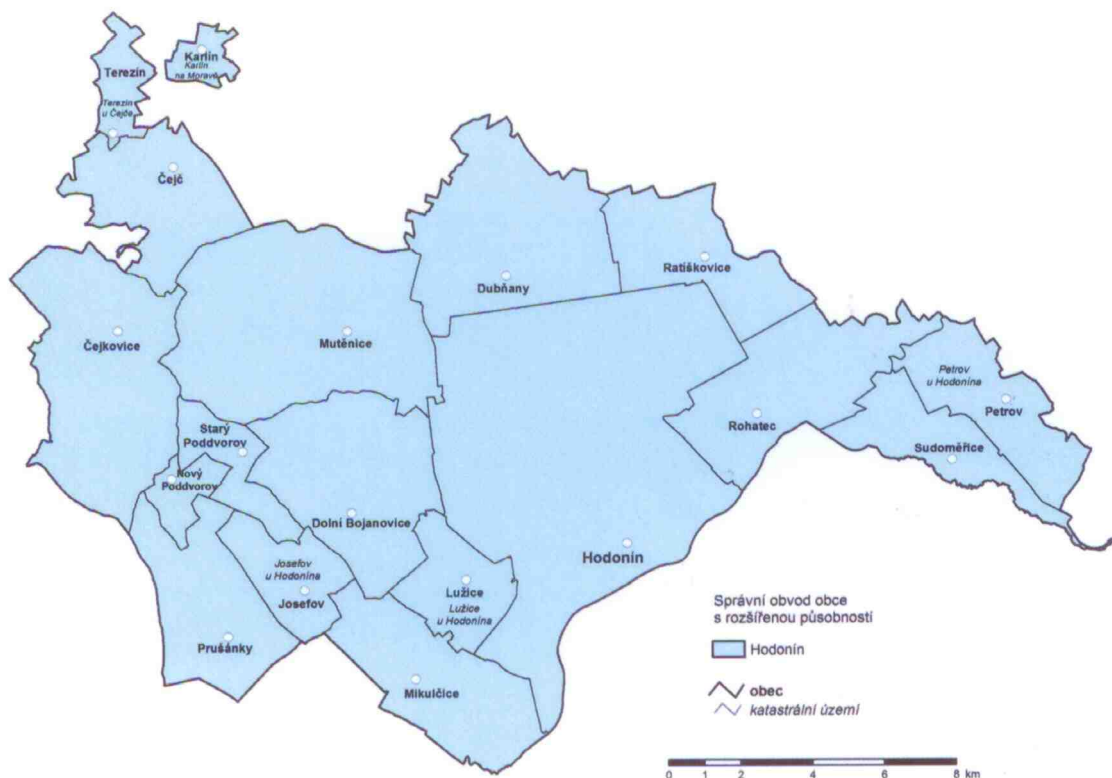 Karlín
Karlín
na Moravě
Terezín
Terezín
u Čejče
Čejč
Ratíškovice
Dubňany
Čejkovice
Mutěnice
Petrov
u Hodonína
Petrov
Rohatec
Starý
Poddvorov
Sudoměřice
Nový
Poddvorov
Dolní Bojanovice
Hodonín
Josefov
u Hodonína
Josefov
Lužice
Lužice
u Hodonína
Prušánky
Mikulčice
Správní obvod obce
s rozšířenou působností
Hodonín
obec
katastrální území
0 1 2 4 6 8 km